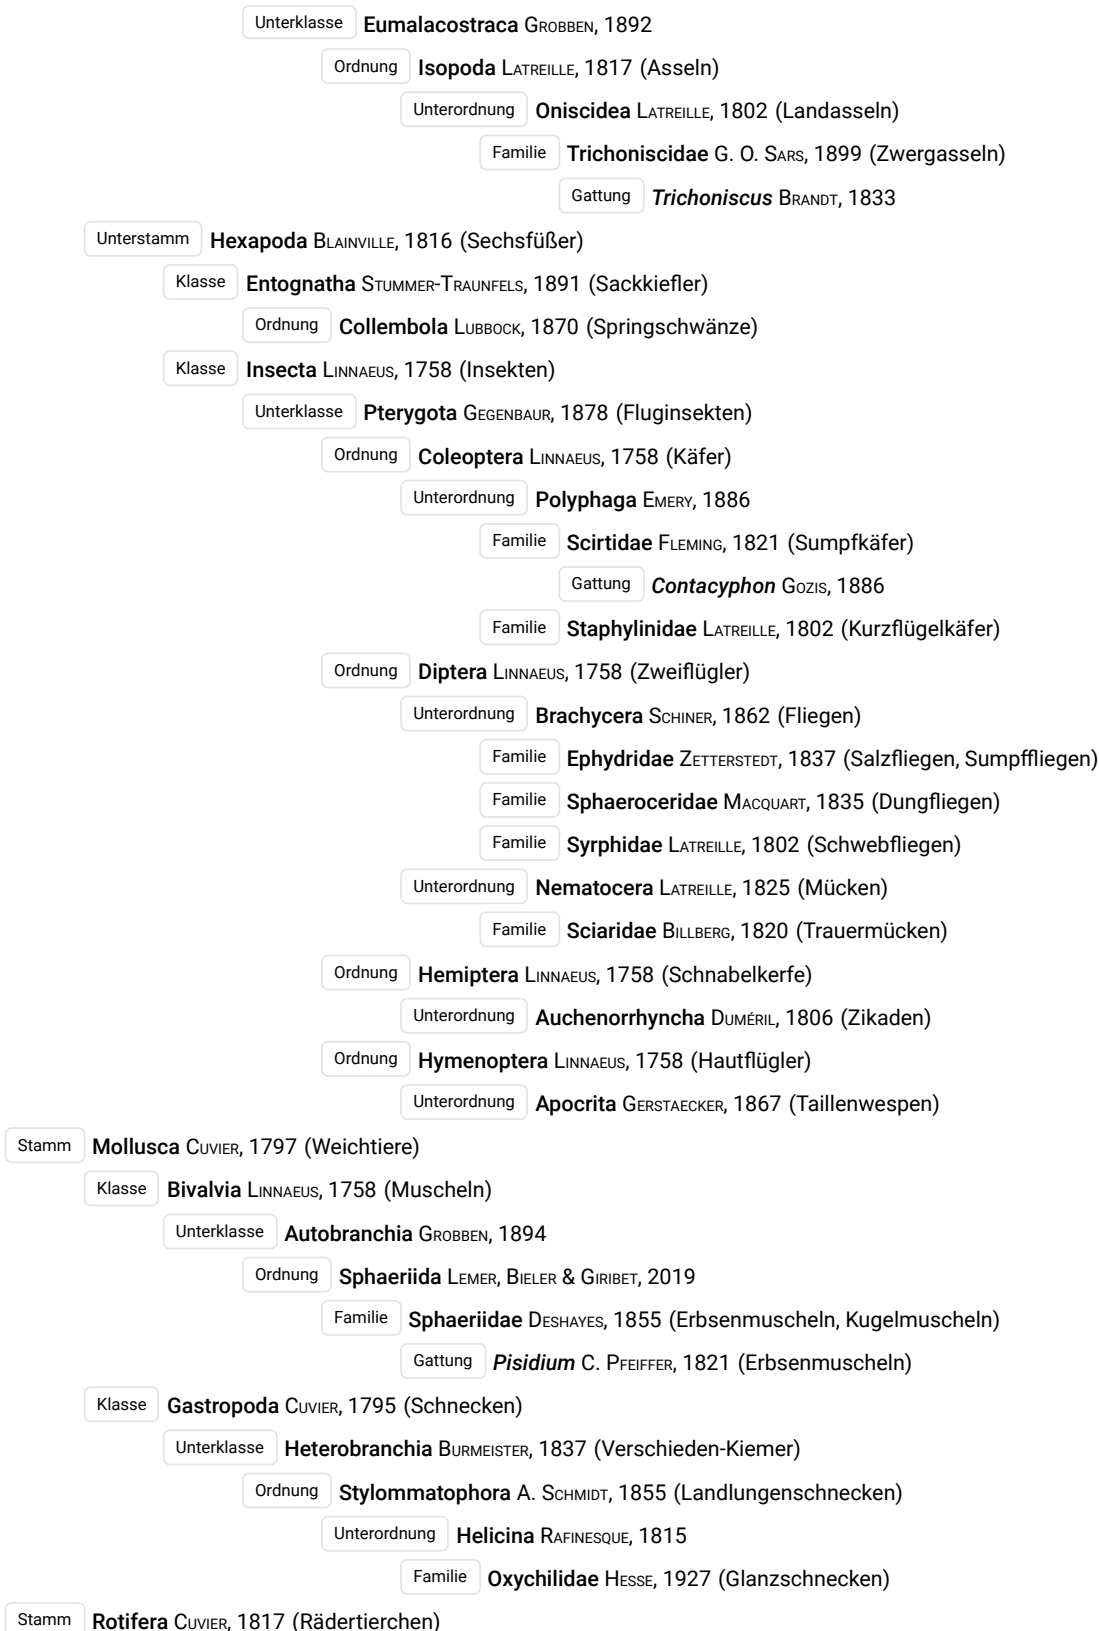 Unterklasse Eumalacostraca Grobben, 1892
Ordnung Isopoda Latreille, 1817 (Asseln)
Unterordnung Oniscidea Latreille, 1802 (Landasseln)
Familie Trichoniscidae G. O. Sars, 1899 (Zwergasseln)
Gattung Trichoniscus Brandt, 1833
Unterstamm Hexapoda Blainville, 1816 (Sechsfüßer)
Klasse Entognatha Stummer-Traunfels, 1891 (Sackkiefler)
Ordnung Collembola Lubbock, 1870 (Springschwänze)
Klasse Insecta Linnaeus, 1758 (Insekten)
Unterklasse Pterygota Gegenbaur, 1878 (Fluginsekten)
Ordnung Coleoptera Linnaeus, 1758 (Käfer)
Unterordnung Polyphaga Emery, 1886
Familie Scirtidae Fleming, 1821 (Sumpfkäfer)
Gattung Contacyphon Gozis, 1886
Familie Staphylinidae Latreille, 1802 (Kurzflügelkäfer)
Ordnung Diptera Linnaeus, 1758 (Zweiflügler)
Unterordnung Brachycera Schiner, 1862 (Fliegen)
Familie Ephydridae Zetterstedt, 1837 (Salzfliegen, Sumpffliegen)
Familie Sphaeroceridae Macquart, 1835 (Dungfliegen)
Familie Syrphidae Latreille, 1802 (Schwebfliegen)
Unterordnung Nematocera Latreille, 1825 (Mücken)
Familie Sciaridae Billberg, 1820 (Trauermücken)
Ordnung Hemiptera Linnaeus, 1758 (Schnabelkerfe)
Unterordnung Auchenorrhyncha Duméril, 1806 (Zikaden)
Ordnung Hymenoptera Linnaeus, 1758 (Hautflügler)
Unterordnung Apocrita Gerstaecker, 1867 (Taillenwespen)
Stamm Mollusca Cuvier, 1797 (Weichtiere)
Klasse Bivalvia Linnaeus, 1758 (Muscheln)
Unterklasse Autobranchia Grobben, 1894
Ordnung Sphaeriida Lemer, Bieler & Giribet, 2019
Familie Sphaeriidae Deshayes, 1855 (Erbsenmuscheln, Kugelmuscheln)
Gattung Pisidium C. Pfeiffer, 1821 (Erbsenmuscheln)
Klasse Gastropoda Cuvier, 1795 (Schnecken)
Unterklasse Heterobranchia Burmeister, 1837 (Verschieden-Kiemer)
Ordnung Stylommatophora A. Schmidt, 1855 (Landlungenschnecken)
Unterordnung Helicina Rafinesque, 1815
Familie Oxychilidae Hesse, 1927 (Glanzschnecken)
Stamm Rotifera Cuvier, 1817 (Rädertierchen)